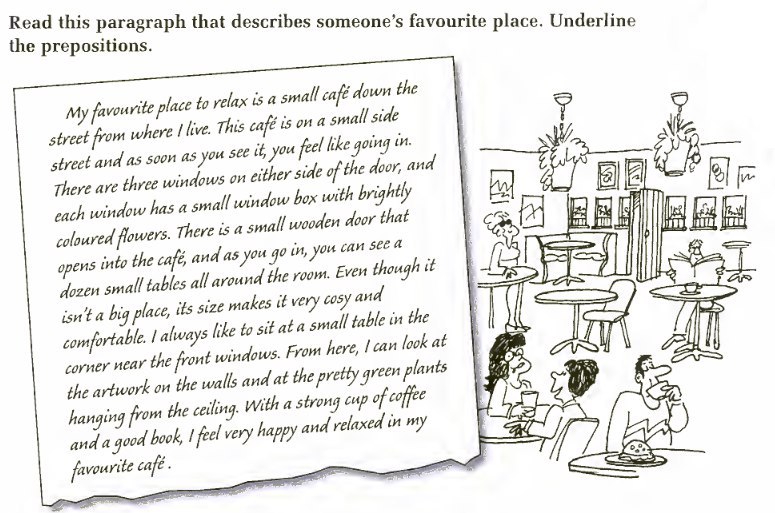 Read this paragraph that describes someone's favourite place. Underline
the prepositions.
My favourite place to relax is a small café down the
street from where I live. This café is on a small side
street and as soon as you see it, you feel like going in.
There are three windows on either side of the door, and
each window has a small window box with brightly
coloured flowers. There is a small wooden door that
opens into the café, and as you go in, you can see a
dozen small tables all around the room. Even though it
isn't a big place, its size makes it very cosy and
comfortable. I always like to sit at a small table in the
corner near the front windows. From here, I can look at
the artwork on the walls and at the pretty green plants
hanging from the ceiling. With a strong cup of coffee
and a good book, I feel very happy and relaxed in my
favourite café.